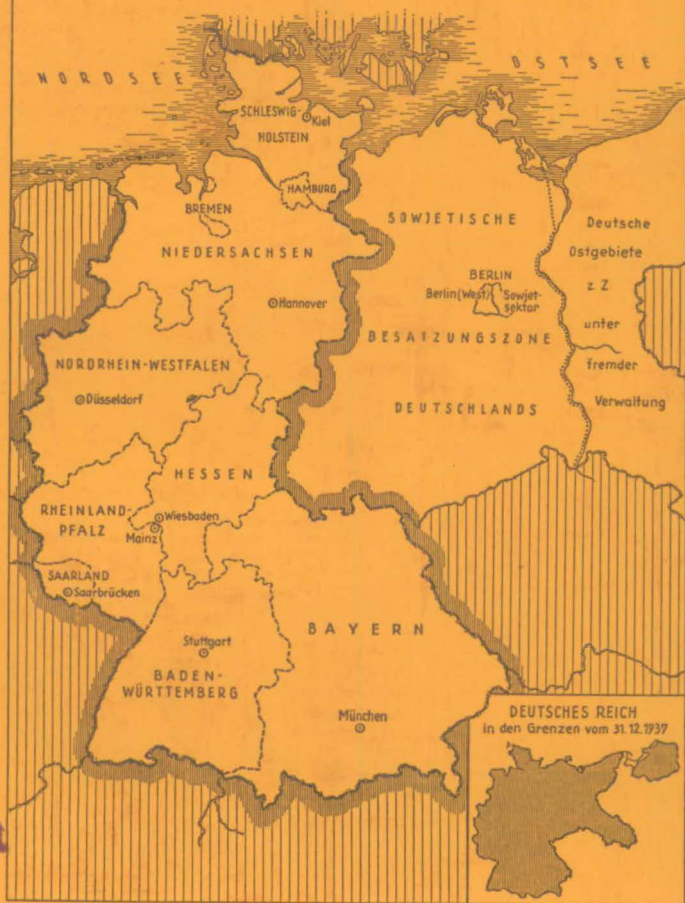 NORDSEE
OSTSEE
SCHLESWIG-
HOLSTEIN
Kiel
HAMBURG
BREMEN
NIEDERSACHSEN
Hannover
SOWJETISCHE
BERLIN
Berlin (West)
Sowjet-
sektor
BESATZUNGSZONE
DEUTSCHLANDS
Deutsche
Ostgebiete
z Z
unter
fremder
Verwaltung
NORDRHEIN-WESTFALEN
Düsseldorf
HESSEN
RHEINLAND-
PFALZ
Wiesbaden
Mainz
SAARLAND
Saarbrücken
BAYERN
Stuttgart
BADEN-
WÜRTTEMBERG
München
DEUTSCHES REICH
in den Grenzen vom 31.12.1937